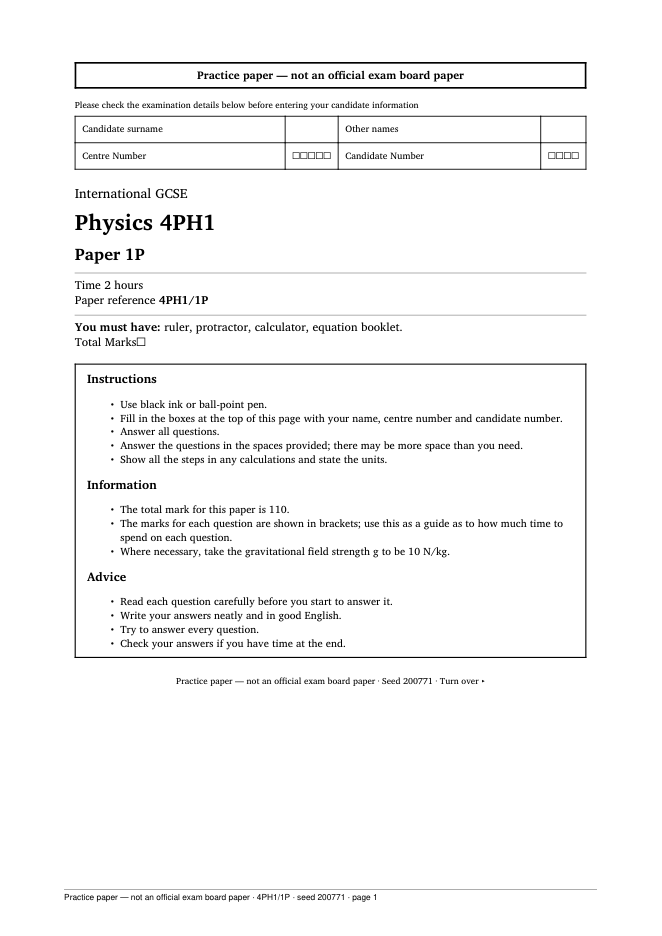 Practice paper — not an official exam board paper
Please check the examination details below before entering your candidate information
Candidate surname
Other names
Centre Number ☐☐☐☐☐ Candidate Number ☐☐☐☐
International GCSE
Physics 4PH1
Paper 1P
Time 2 hours
Paper reference 4PH1/1P
You must have: ruler, protractor, calculator, equation booklet.
Total Marks☐
Instructions
• Use black ink or ball-point pen.
• Fill in the boxes at the top of this page with your name, centre number and candidate number.
• Answer all questions.
• Answer the questions in the spaces provided; there may be more space than you need.
• Show all the steps in any calculations and state the units.
Information
• The total mark for this paper is 110.
• The marks for each question are shown in brackets; use this as a guide as to how much time to
spend on each question.
• Where necessary, take the gravitational field strength g to be 10 N/kg.
Advice
• Read each question carefully before you start to answer it.
• Write your answers neatly and in good English.
• Try to answer every question.
• Check your answers if you have time at the end.
Practice paper — not an official exam board paper · Seed 200771 · Turn over •
Practice paper — not an official exam board paper · 4PH1/1P · seed 200771 · page 1